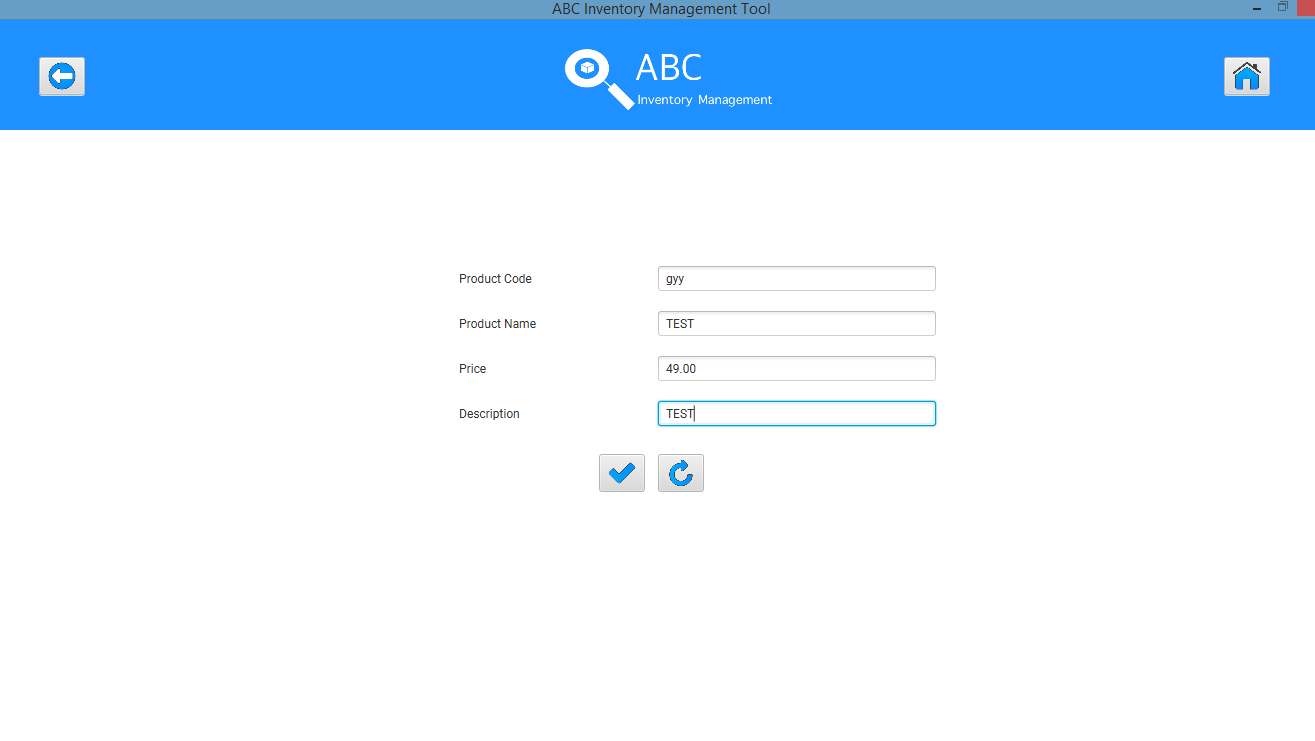 ABC Inventory Management Tool
ABC
Inventory Management
Product Code gyy
Product Name TEST
Price 49.00
Description TEST